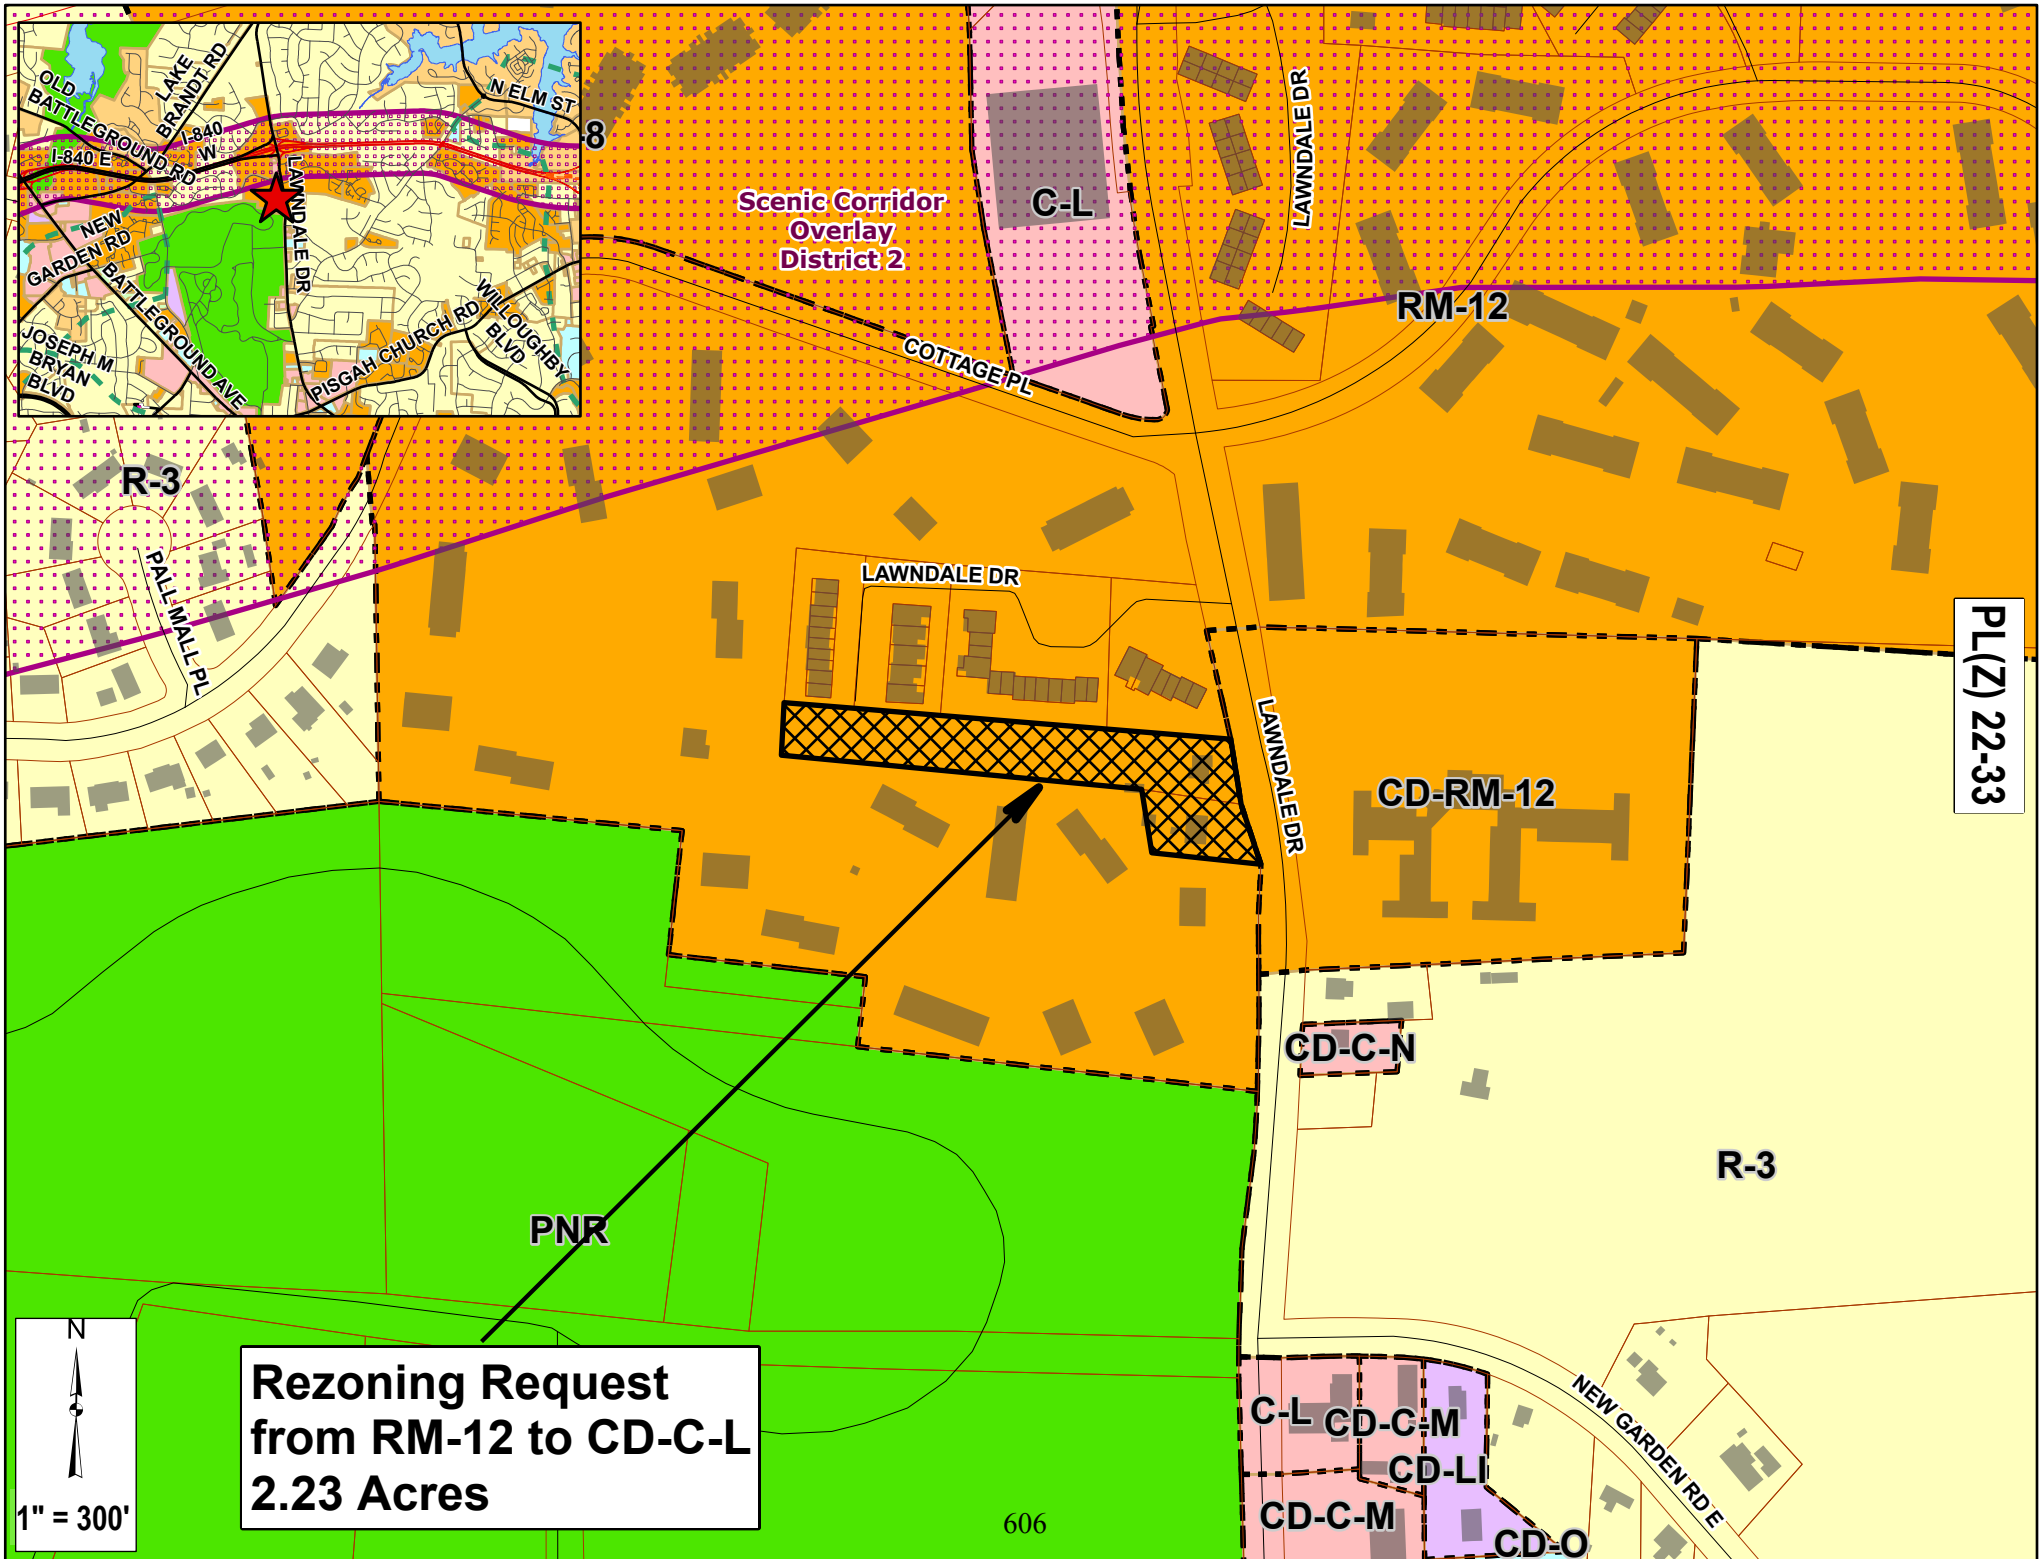 OLD
BATTLEGROUND RD
LAKE
BRANDT RD
N ELM ST
I-840
W
I-840 E
LAWNDALE DR
NEW
GARDEN RD
BATTLEGROUND AVE
JOSEPH M
BRYAN
BLVD
PISGAH CHURCH RD
WILLOUGHBY
BLVD
-8
Scenic Corridor
Overlay
District 2
C-L
LAWNDALE DR
RM-12
COTTAGE PL
R-3
PALL MALL PL
LAWNDALE DR
PL(Z) 22-33
LAWNDALE DR
CD-RM-12
CD-C-N
R-3
PNR
N
1" = 300'
Rezoning Request
from RM-12 to CD-C-L
2.23 Acres
606
C-L
CD-C-M
CD-LI
CD-C-M
CD-O
NEW GARDEN RD E